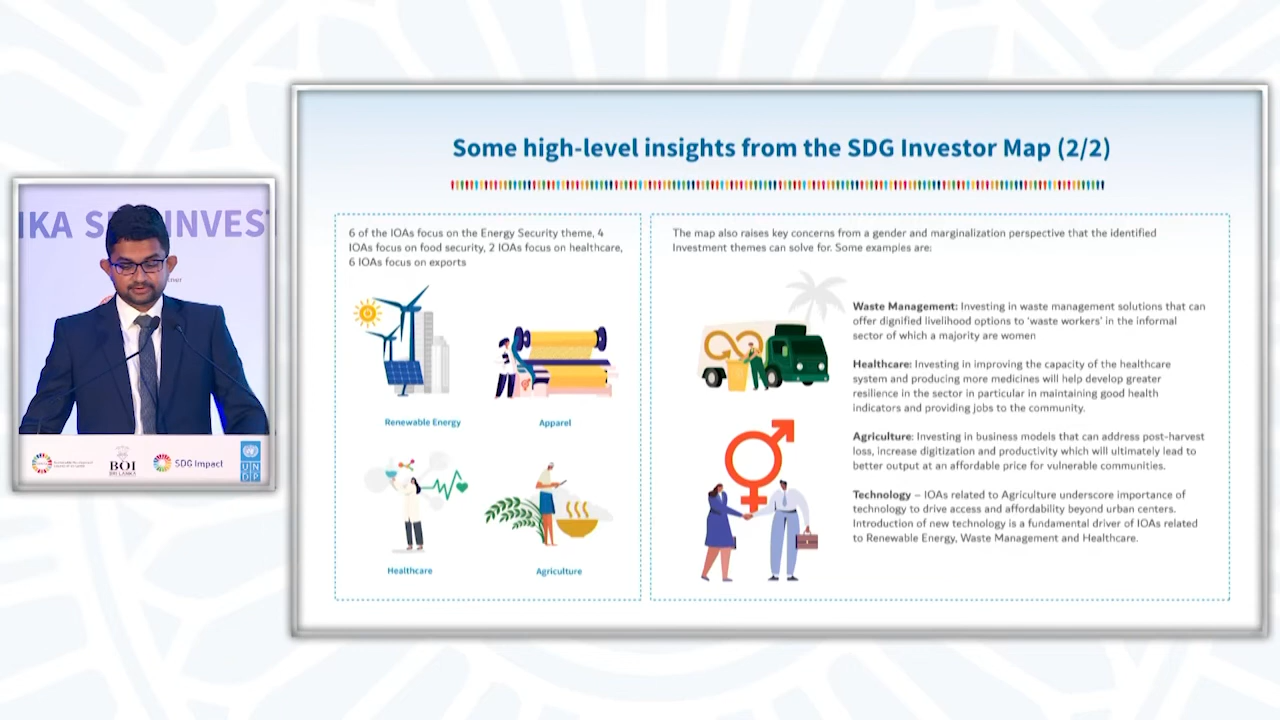 Some high-level insights from the SDG Investor Map (2/2)
6 of the IOAs focus on the Energy Security theme, 4
IOAs focus on food security, 2 IOAs focus on healthcare,
6 IOAs focus on exports
Renewable Energy
Apparel
Healthcare
Agriculture
The map also raises key concerns from a gender and marginalization perspective that the identified
Investment themes can solve for. Some examples are:
Waste Management: Investing in waste management solutions that can
offer dignified livelihood options to ‘waste workers’ in the informal
sector of which a majority are women
Healthcare: Investing in improving the capacity of the healthcare
system and producing more medicines will help develop greater
resilience in the sector in particular in maintaining good health
indicators and providing jobs to the community.
Agriculture: Investing in business models that can address post-harvest
loss, increase digitization and productivity which will ultimately lead to
better output at an affordable price for vulnerable communities.
Technology – IOAs related to Agriculture underscore importance of
technology to drive access and affordability beyond urban centers.
Introduction of new technology is a fundamental driver of IOAs related
to Renewable Energy, Waste Management and Healthcare.
IKA S INVEST
BOI
SRI LANKA
SDG Impact
UN
DP